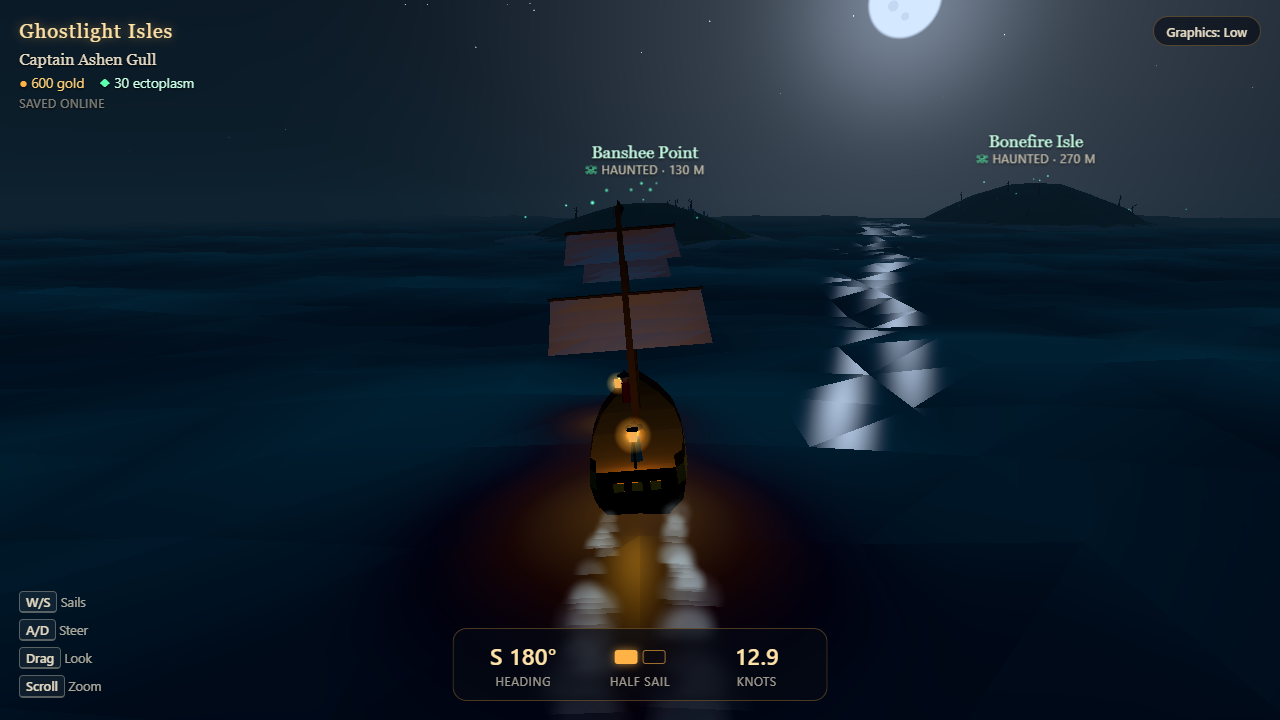 Ghostlight Isles
Captain Ashen Gull
600 gold 30 ectoplasm
SAVED ONLINE
Graphics: Low
Banshee Point
HAUNTED · 130 M
Bonefire Isle
HAUNTED · 270 M
W/S Sails
A/D Steer
Drag Look
Scroll Zoom
S 180° 12.9
HEADING HALF SAIL KNOTS